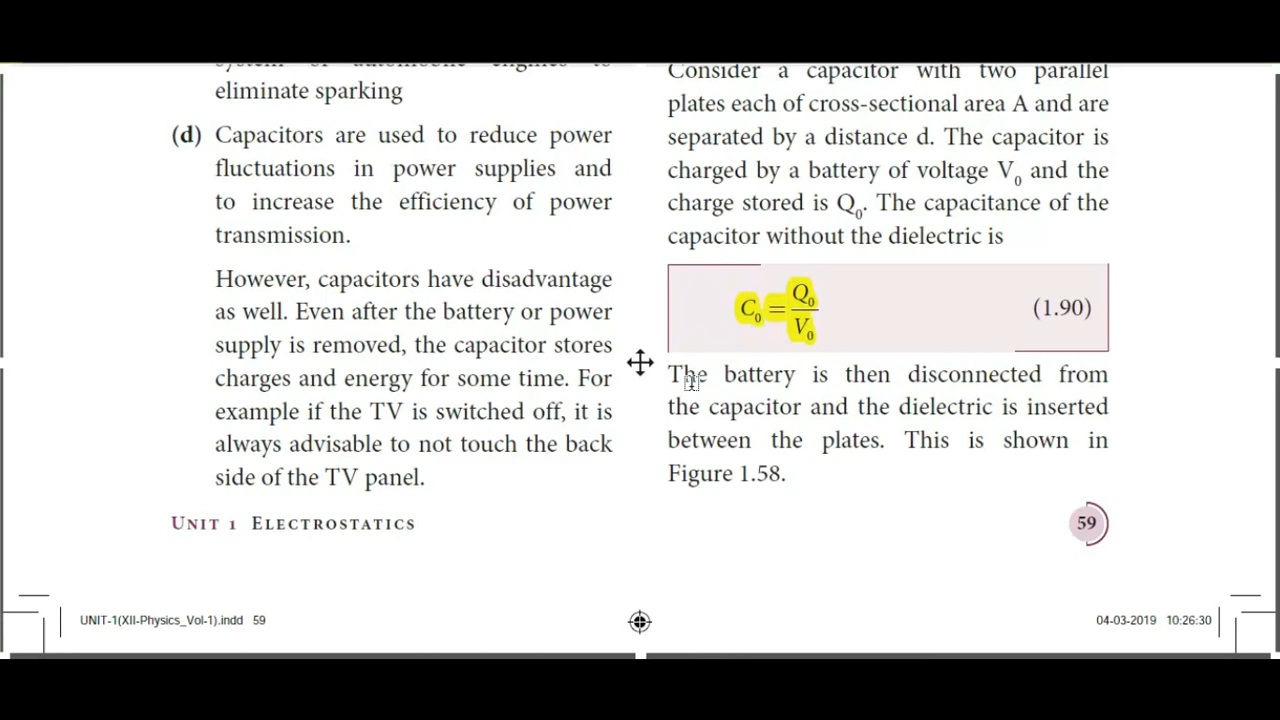 system of automobile engines to
eliminate sparking
(d) Capacitors are used to reduce power
fluctuations in power supplies and
to increase the efficiency of power
transmission.
However, capacitors have disadvantage
as well. Even after the battery or power
supply is removed, the capacitor stores
charges and energy for some time. For
example if the TV is switched off, it is
always advisable to not touch the back
side of the TV panel.
Consider a capacitor with two parallel
plates each of cross-sectional area A and are
separated by a distance d. The capacitor is
charged by a battery of voltage V₀ and the
charge stored is Q₀. The capacitance of the
capacitor without the dielectric is
C₀ = Q₀/V₀ (1.90)
The battery is then disconnected from
the capacitor and the dielectric is inserted
between the plates. This is shown in
Figure 1.58.
UNIT 1 ELECTROSTATICS
59
UNIT-1(XII-Physics_Vol-1).indd 59
04-03-2019 10:26:30